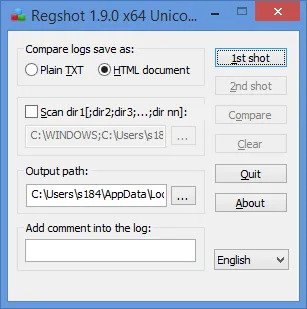 Regshot 1.9.0 x64 Unico...
Compare logs save as:
Plain TXT
HTML document
1st shot
2nd shot
Scan dir1[;dir2;dir3;...;dir nn]:
C:\WINDOWS;C:\Users\s18
...
Compare
Clear
Output path:
C:\Users\s184\AppData\Loc
...
Quit
About
Add comment into the log:
English